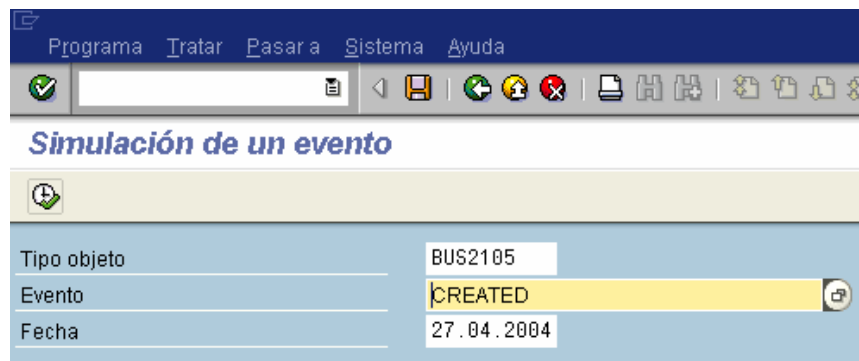 Programa Tratar Pasar a Sistema Ayuda
Simulación de un evento
Tipo objeto BUS2105
Evento CREATED
Fecha 27.04.2004